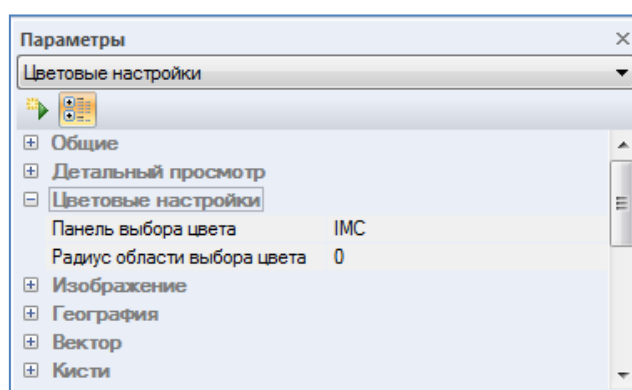 Параметры
Цветовые настройки
Общие
Детальный просмотр
Цветовые настройки
Панель выбора цвета IMC
Радиус области выбора цвета 0
Изображение
География
Вектор
Кисти